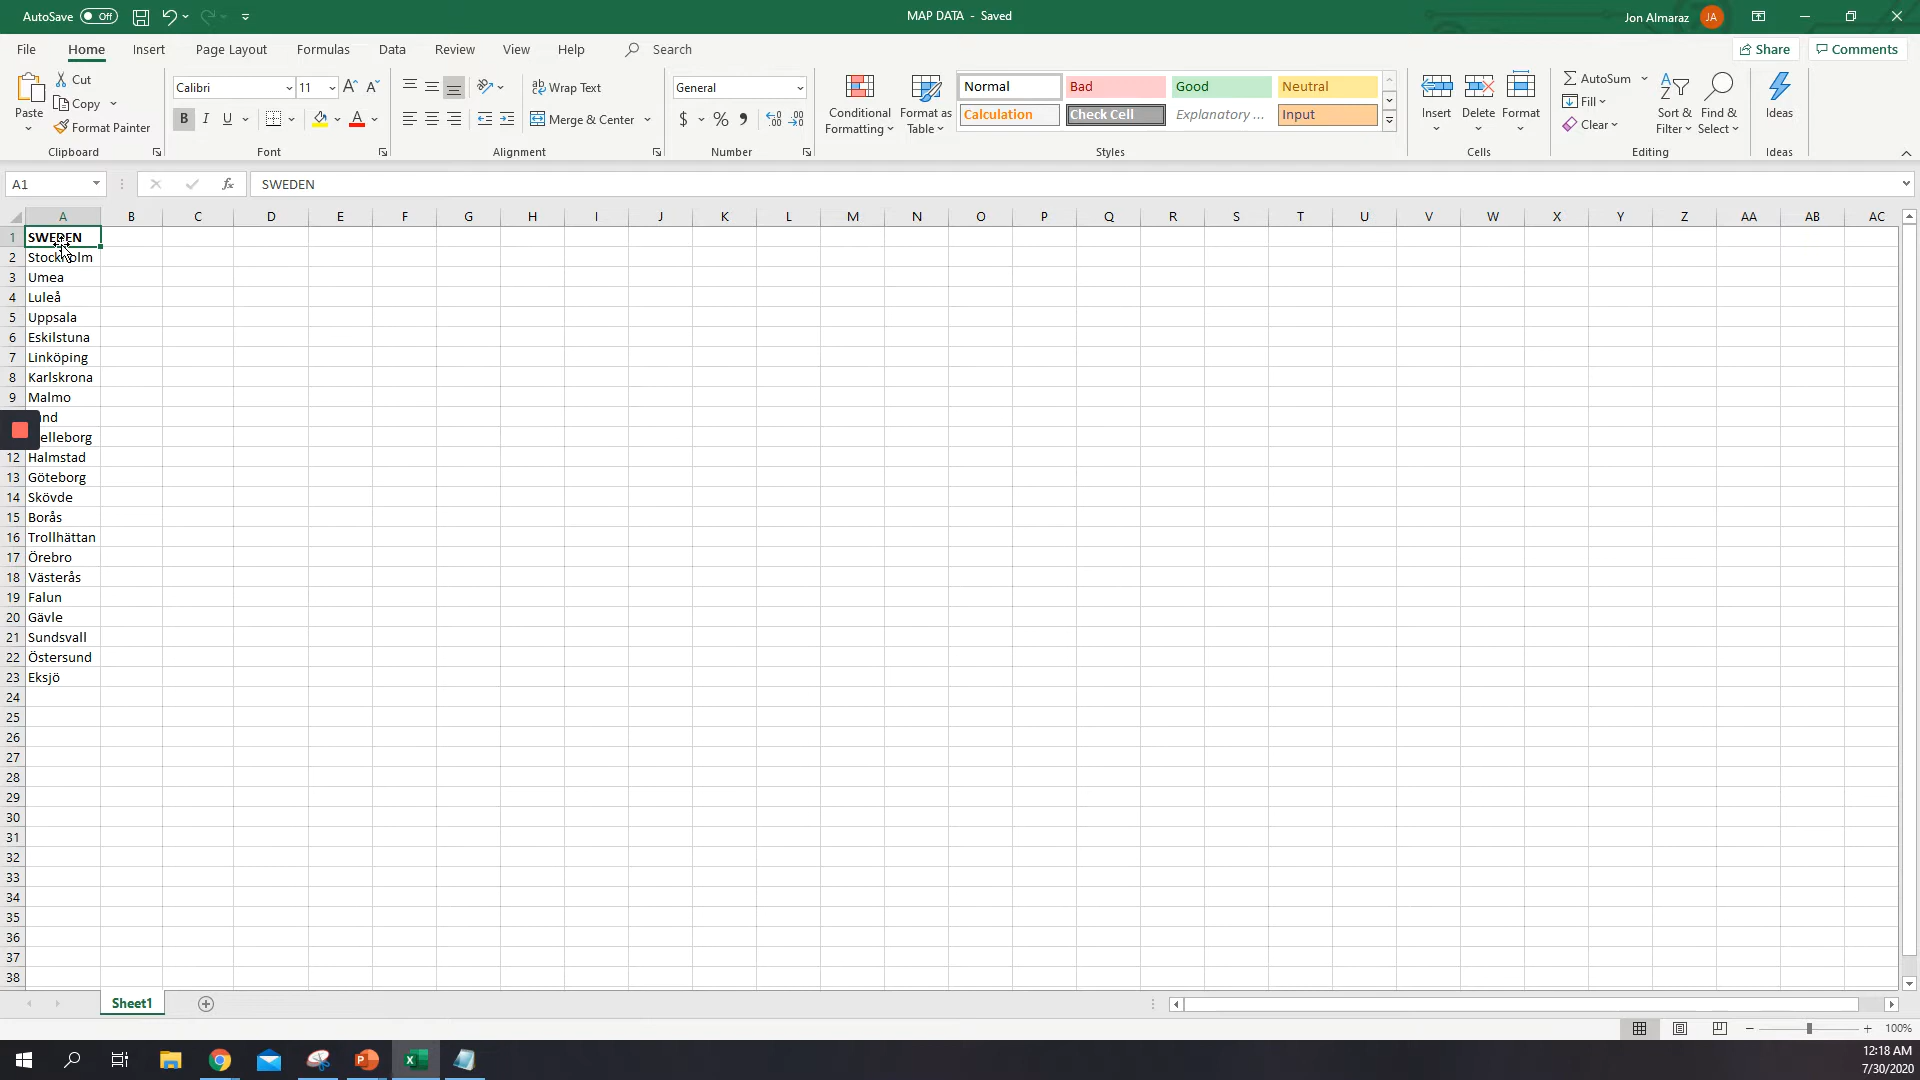 AutoSave Off MAP DATA - Saved Jon Almaraz JA
File Home Insert Page Layout Formulas Data Review View Help Search Share Comments
Paste Cut Copy Format Painter Clipboard
Calibri 11 A A B I U A Font
Wrap Text Merge & Center Alignment
General $ % Number
Conditional Formatting Format as Table
Normal Bad Good Neutral
Calculation Check Cell Explanatory ... Input
Styles
Insert Delete Format Cells
AutoSum Fill Clear Sort & Filter Find & Select Editing
Ideas Ideas
A1 fx SWEDEN
A B C D E F G H I J K L M N O P Q R S T U V W X Y Z AA AB AC
1 SWEDEN
2 Stockholm
3 Umea
4 Luleå
5 Uppsala
6 Eskilstuna
7 Linköping
8 Karlskrona
9 Malmo
und
elleborg
12 Halmstad
13 Göteborg
14 Skövde
15 Borås
16 Trollhättan
17 Örebro
18 Västerås
19 Falun
20 Gävle
21 Sundsvall
22 Östersund
23 Eksjö
24
25
26
27
28
29
30
31
32
33
34
35
36
37
38
Sheet1
100%
12:18 AM
7/30/2020